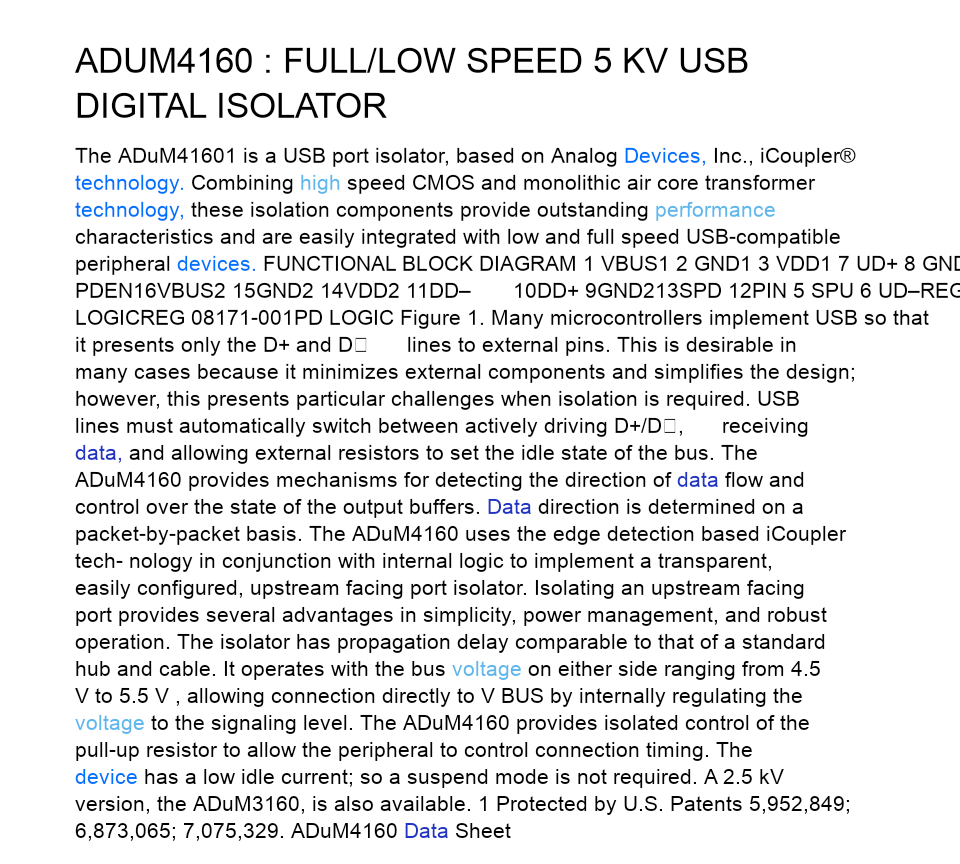 ADUM4160 : FULL/LOW SPEED 5 KV USB
DIGITAL ISOLATOR
The ADuM41601 is a USB port isolator, based on Analog Devices, Inc., iCoupler®
technology. Combining high speed CMOS and monolithic air core transformer
technology, these isolation components provide outstanding performance
characteristics and are easily integrated with low and full speed USB-compatible
peripheral devices. FUNCTIONAL BLOCK DIAGRAM 1 VBUS1 2 GND1 3 VDD1 7 UD+ 8 GND
PDEN16VBUS2 15GND2 14VDD2 11DD– 10DD+ 9GND213SPD 12PIN 5 SPU 6 UD–REG
LOGICREG 08171-001PD LOGIC Figure 1. Many microcontrollers implement USB so that
it presents only the D+ and D□ lines to external pins. This is desirable in
many cases because it minimizes external components and simplifies the design;
however, this presents particular challenges when isolation is required. USB
lines must automatically switch between actively driving D+/D□, receiving
data, and allowing external resistors to set the idle state of the bus. The
ADuM4160 provides mechanisms for detecting the direction of data flow and
control over the state of the output buffers. Data direction is determined on a
packet-by-packet basis. The ADuM4160 uses the edge detection based iCoupler
tech- nology in conjunction with internal logic to implement a transparent,
easily configured, upstream facing port isolator. Isolating an upstream facing
port provides several advantages in simplicity, power management, and robust
operation. The isolator has propagation delay comparable to that of a standard
hub and cable. It operates with the bus voltage on either side ranging from 4.5
V to 5.5 V , allowing connection directly to V BUS by internally regulating the
voltage to the signaling level. The ADuM4160 provides isolated control of the
pull-up resistor to allow the peripheral to control connection timing. The
device has a low idle current; so a suspend mode is not required. A 2.5 kV
version, the ADuM3160, is also available. 1 Protected by U.S. Patents 5,952,849;
6,873,065; 7,075,329. ADuM4160 Data Sheet